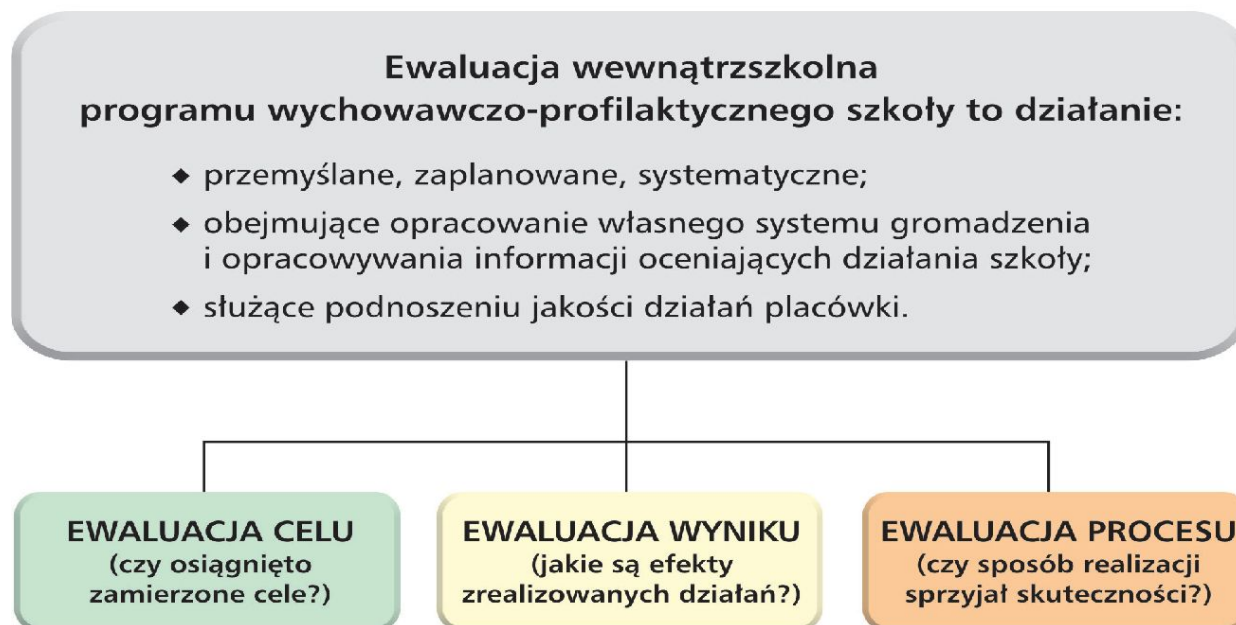 Ewaluacja wewnątrzszkolna
programu wychowawczo-profilaktycznego szkoły to działanie:
◆ przemyślane, zaplanowane, systematyczne;
◆ obejmujące opracowanie własnego systemu gromadzenia
i opracowywania informacji oceniających działania szkoły;
◆ służące podnoszeniu jakości działań placówki.
EWALUACJA CELU
(czy osiągnięto
zamierzone cele?)
EWALUACJA WYNIKU
(jakie są efekty
zrealizowanych działań?)
EWALUACJA PROCESU
(czy sposób realizacji
sprzyjał skuteczności?)